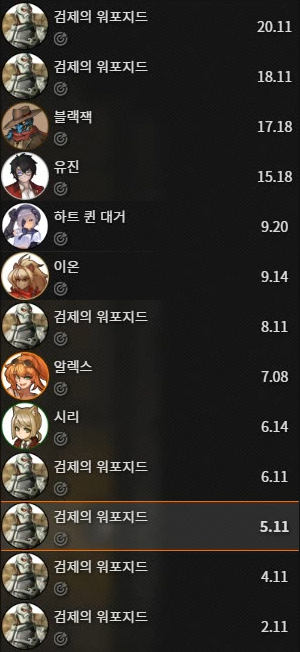 검제의 워포지드 20.11
검제의 워포지드 18.11
블랙잭 17.18
유진 15.18
하트 퀸 대거 9.20
이온 9.14
검제의 워포지드 8.11
알렉스 7.08
시리 6.14
검제의 워포지드 6.11
검제의 워포지드 5.11
검제의 워포지드 4.11
검제의 워포지드 2.11